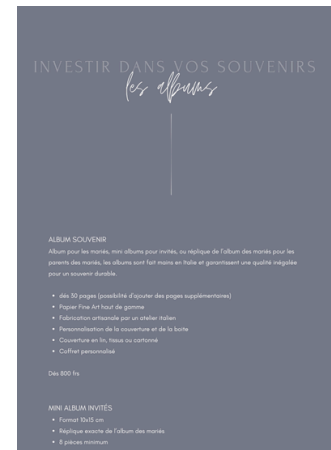 INVESTIR DANS VOS SOUVENIRS
les albums
ALBUM SOUVENIR
Album pour les mariés, mini albums pour invités, ou réplique de l'album des mariés pour les
parents des mariés, les albums sont fait mains en Italie et garantissent une qualité inégalée
pour un souvenir durable.
• dés 30 pages (possibilité d'ajouter des pages supplémentaires)
• Papier Fine Art haut de gamme
• Fabrication artisanale par un atelier italien
• Personnalisation de la couverture et de la boite
• Couverture en lin, tissus ou cartonné
• Coffret personnalisé
Dés 800 frs
MINI ALBUM INVITÉS
• Format 10x15 cm
• Réplique exacte de l'album des mariés
• 8 pièces minimum